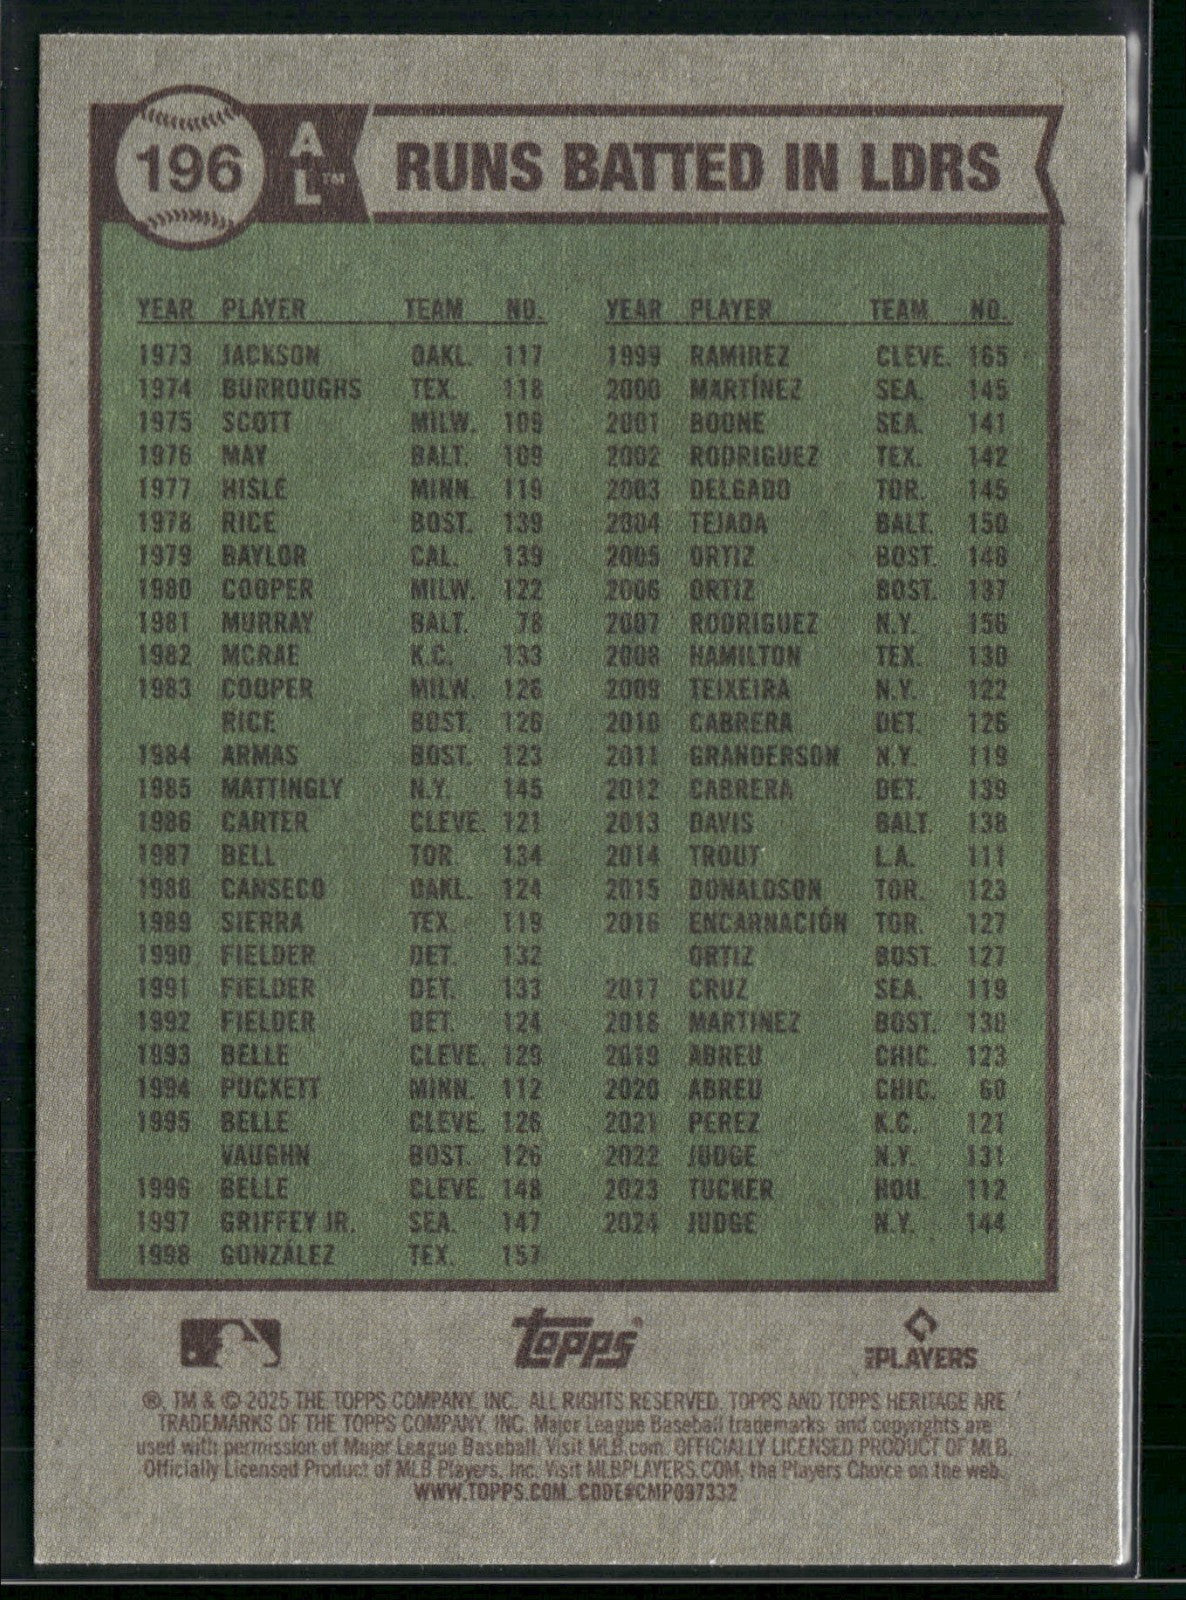 196 AL™ RUNS BATTED IN LDRS
YEAR PLAYER TEAM NO.
1973 JACKSON OAKL. 117
1974 BURROUGHS TEX. 118
1975 SCOTT MILW. 109
1976 MAY BALT. 109
1977 HISLE MINN. 119
1978 RICE BOST. 139
1979 BAYLOR CAL. 139
1980 COOPER MILW. 122
1981 MURRAY BALT. 78
1982 MCRAE K.C. 133
1983 COOPER MILW. 126
RICE BOST. 126
1984 ARMAS BOST. 123
1985 MATTINGLY N.Y. 145
1986 CARTER CLEVE. 121
1987 BELL TOR. 134
1988 CANSECO OAKL. 124
1989 SIERRA TEX. 119
1990 FIELDER DET. 132
1991 FIELDER DET. 133
1992 FIELDER DET. 124
1993 BELLE CLEVE. 129
1994 PUCKETT MINN. 112
1995 BELLE CLEVE. 126
VAUGHN BOST. 126
1996 BELLE CLEVE. 148
1997 GRIFFEY JR. SEA. 147
1998 GONZÁLEZ TEX. 157
YEAR PLAYER TEAM NO.
1999 RAMIREZ CLEVE. 165
2000 MARTÍNEZ SEA. 145
2001 BOONE SEA. 141
2002 RODRIGUEZ TEX. 142
2003 DELGADO TOR. 145
2004 TEJADA BALT. 150
2005 ORTIZ BOST. 148
2006 ORTIZ BOST. 137
2007 RODRIGUEZ N.Y. 156
2008 HAMILTON TEX. 130
2009 TEIXEIRA N.Y. 122
2010 CABRERA DET. 126
2011 GRANDERSON N.Y. 119
2012 CABRERA DET. 139
2013 DAVIS BALT. 138
2014 TROUT L.A. 111
2015 DONALDSON TOR. 123
2016 ENCARNACIÓN TOR. 127
ORTIZ BOST. 127
2017 CRUZ SEA. 119
2018 MARTINEZ BOST. 130
2019 ABREU CHIC. 123
2020 ABREU CHIC. 60
2021 PEREZ K.C. 121
2022 JUDGE N.Y. 131
2023 TUCKER HOU. 112
2024 JUDGE N.Y. 144
topps® PLAYERS
®, TM & © 2025 THE TOPPS COMPANY, INC. ALL RIGHTS RESERVED. TOPPS AND TOPPS HERITAGE ARE
TRADEMARKS OF THE TOPPS COMPANY, INC. Major League Baseball trademarks and copyrights are
used with permission of Major League Baseball. Visit MLB.com. OFFICIALLY LICENSED PRODUCT OF MLB.
Officially Licensed Product of MLB Players, Inc. Visit MLBPLAYERS.COM, the Players Choice on the web.
WWW.TOPPS.COM. CODE#CMP097332